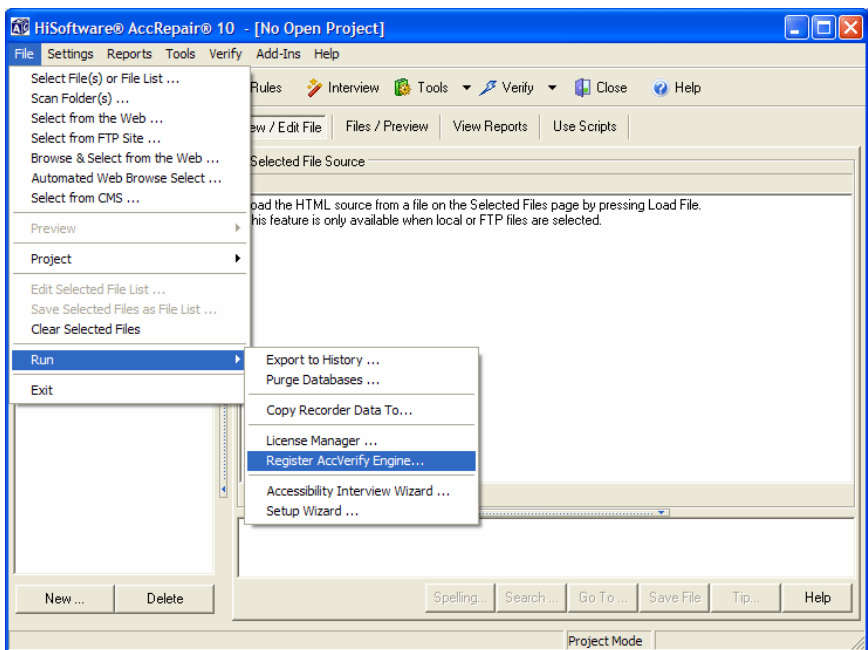 HiSoftware® AccRepair® 10 - [No Open Project]
File Settings Reports Tools Verify Add-Ins Help
Select File(s) or File List ...
Scan Folder(s) ...
Select from the Web ...
Select from FTP Site ...
Browse & Select from the Web ...
Automated Web Browse Select ...
Select from CMS ...
Preview
Project
Edit Selected File List ...
Save Selected Files as File List ...
Clear Selected Files
Run
Exit
Rules Interview Tools Verify Close Help
ew / Edit File Files / Preview View Reports Use Scripts
Selected File Source
oad the HTML source from a file on the Selected Files page by pressing Load File.
his feature is only available when local or FTP files are selected.
Export to History ...
Purge Databases ...
Copy Recorder Data To...
License Manager ...
Register AccVerify Engine...
Accessibility Interview Wizard ...
Setup Wizard ...
New ... Delete
Spelling... Search ... Go To ... Save File Tip... Help
Project Mode